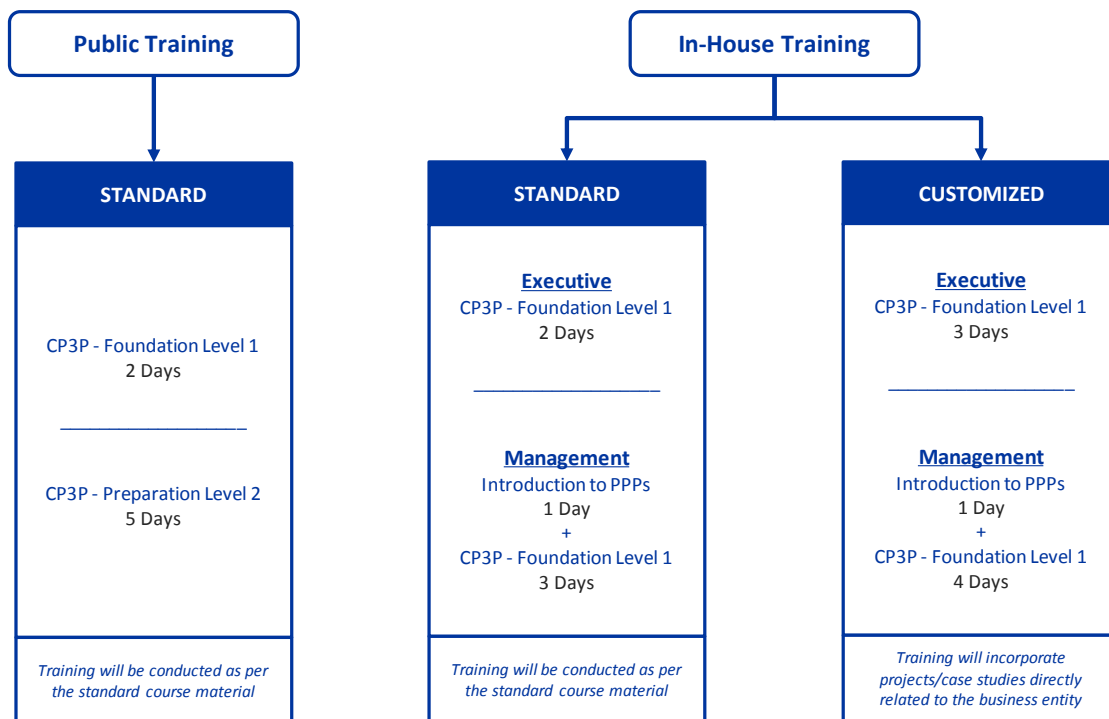 Public Training
In-House Training
STANDARD
CP3P - Foundation Level 1
2 Days
CP3P - Preparation Level 2
5 Days
Training will be conducted as per
the standard course material
STANDARD
Executive
CP3P - Foundation Level 1
2 Days
Management
Introduction to PPPs
1 Day
+
CP3P - Foundation Level 1
3 Days
Training will be conducted as per
the standard course material
CUSTOMIZED
Executive
CP3P - Foundation Level 1
3 Days
Management
Introduction to PPPs
1 Day
+
CP3P - Foundation Level 1
4 Days
Training will incorporate
projects/case studies directly
related to the business entity